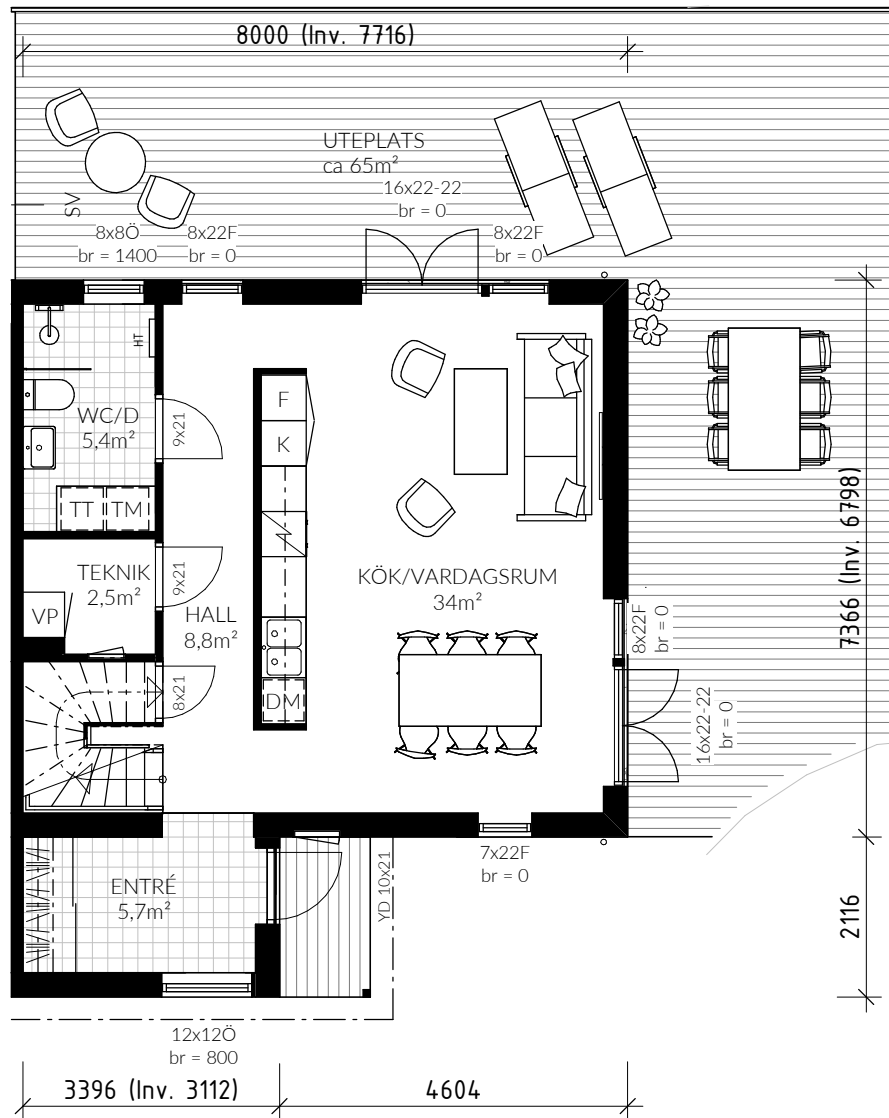 8000 (Inv. 7716)
UTEPLATS
ca 65m²
SV
16x22-22
br = 0
8x8Ö
br = 1400
8x22F
br = 0
8x22F
br = 0
HT
WC/D
5,4m²
9x21
F
K
TT
TM
TEKNIK
2,5m²
9x21
VP
HALL
8,8m²
KÖK/VARDAGSRUM
34m²
8x21
DM
8x22F
br = 0
16x22-22
br = 0
7366 (Inv. 6798)
7x22F
br = 0
ENTRÉ
5,7m²
YD 10x21
2116
12x12Ö
br = 800
3396 (Inv. 3112)
4604